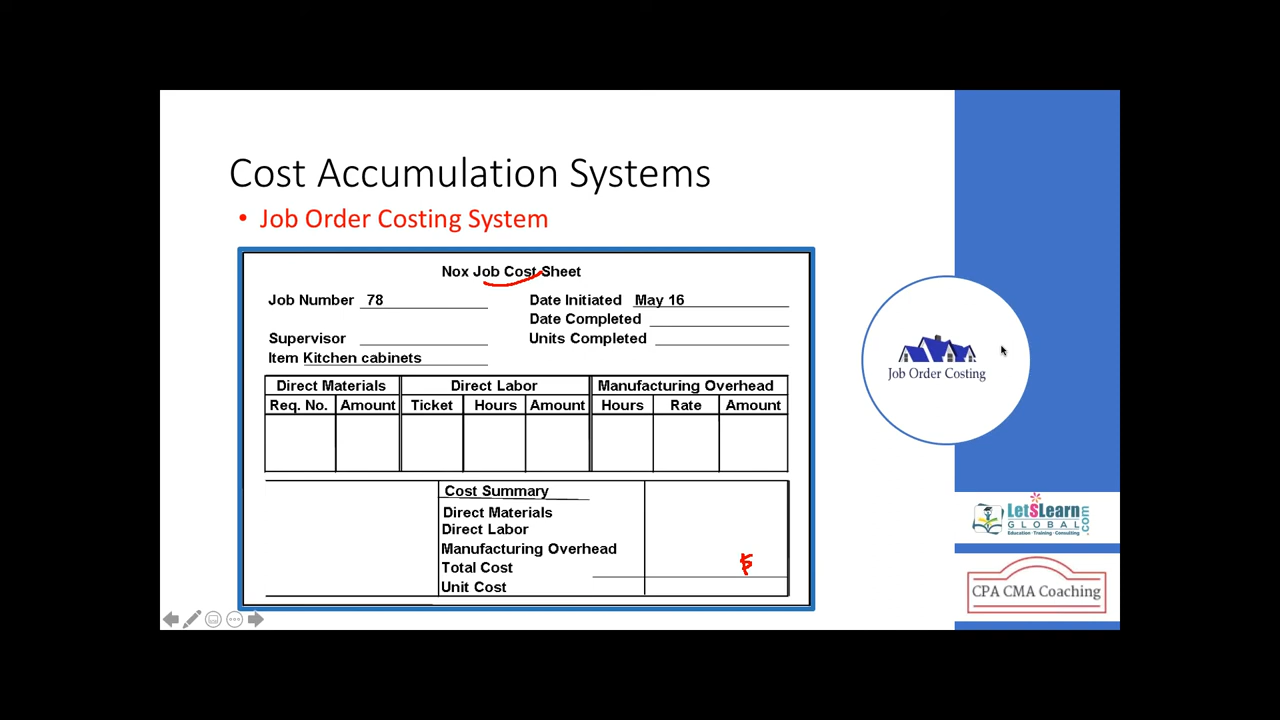 Cost Accumulation Systems
• Job Order Costing System
Nox Job Cost Sheet
Job Number 78
Date Initiated May 16
Date Completed
Supervisor
Units Completed
Item Kitchen cabinets
Direct Materials Direct Labor Manufacturing Overhead
Req. No. Amount Ticket Hours Amount Hours Rate Amount
Cost Summary
Direct Materials
Direct Labor
Manufacturing Overhead
Total Cost
$
Unit Cost
Job Order Costing
LetSLearn
GLOBAL.com
Education • Training • Consulting
CPA CMA Coaching